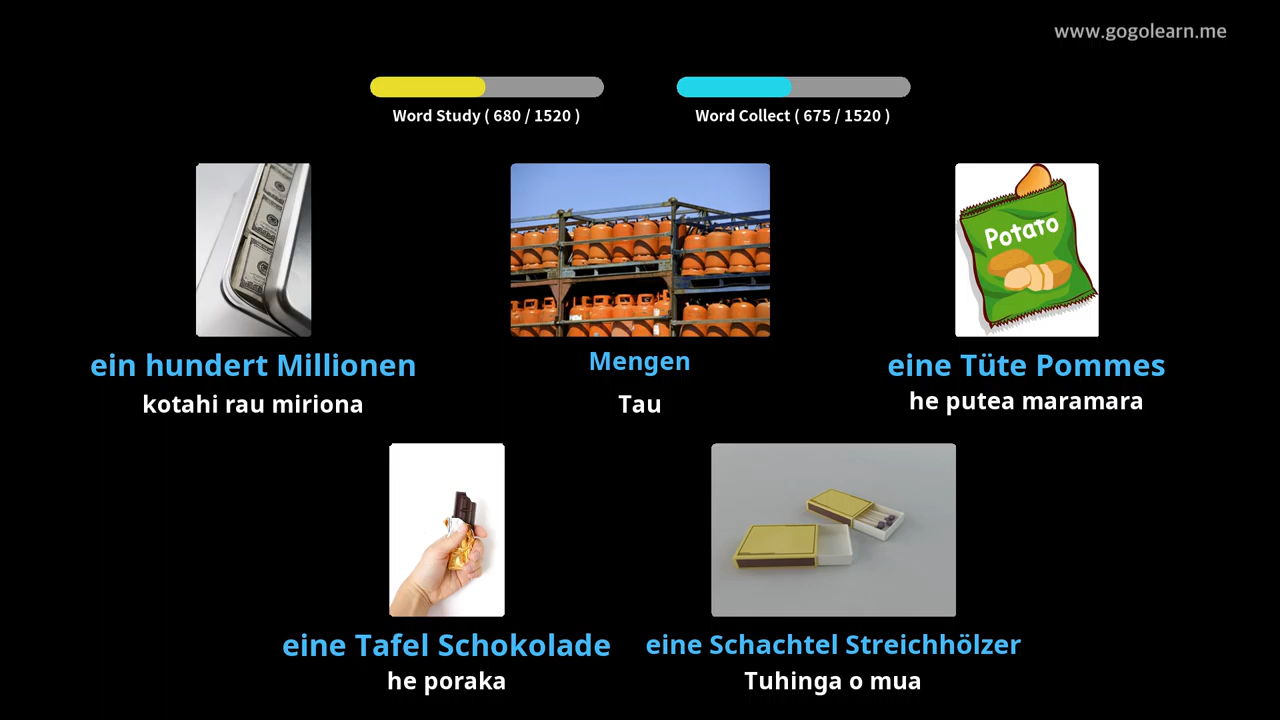 www.gogolearn.me
Word Study ( 680 / 1520 )
Word Collect ( 675 / 1520 )
Potato
ein hundert Millionen
kotahi rau miriona
Mengen
Tau
eine Tüte Pommes
he putea maramara
eine Tafel Schokolade
he poraka
eine Schachtel Streichhölzer
Tuhinga o mua